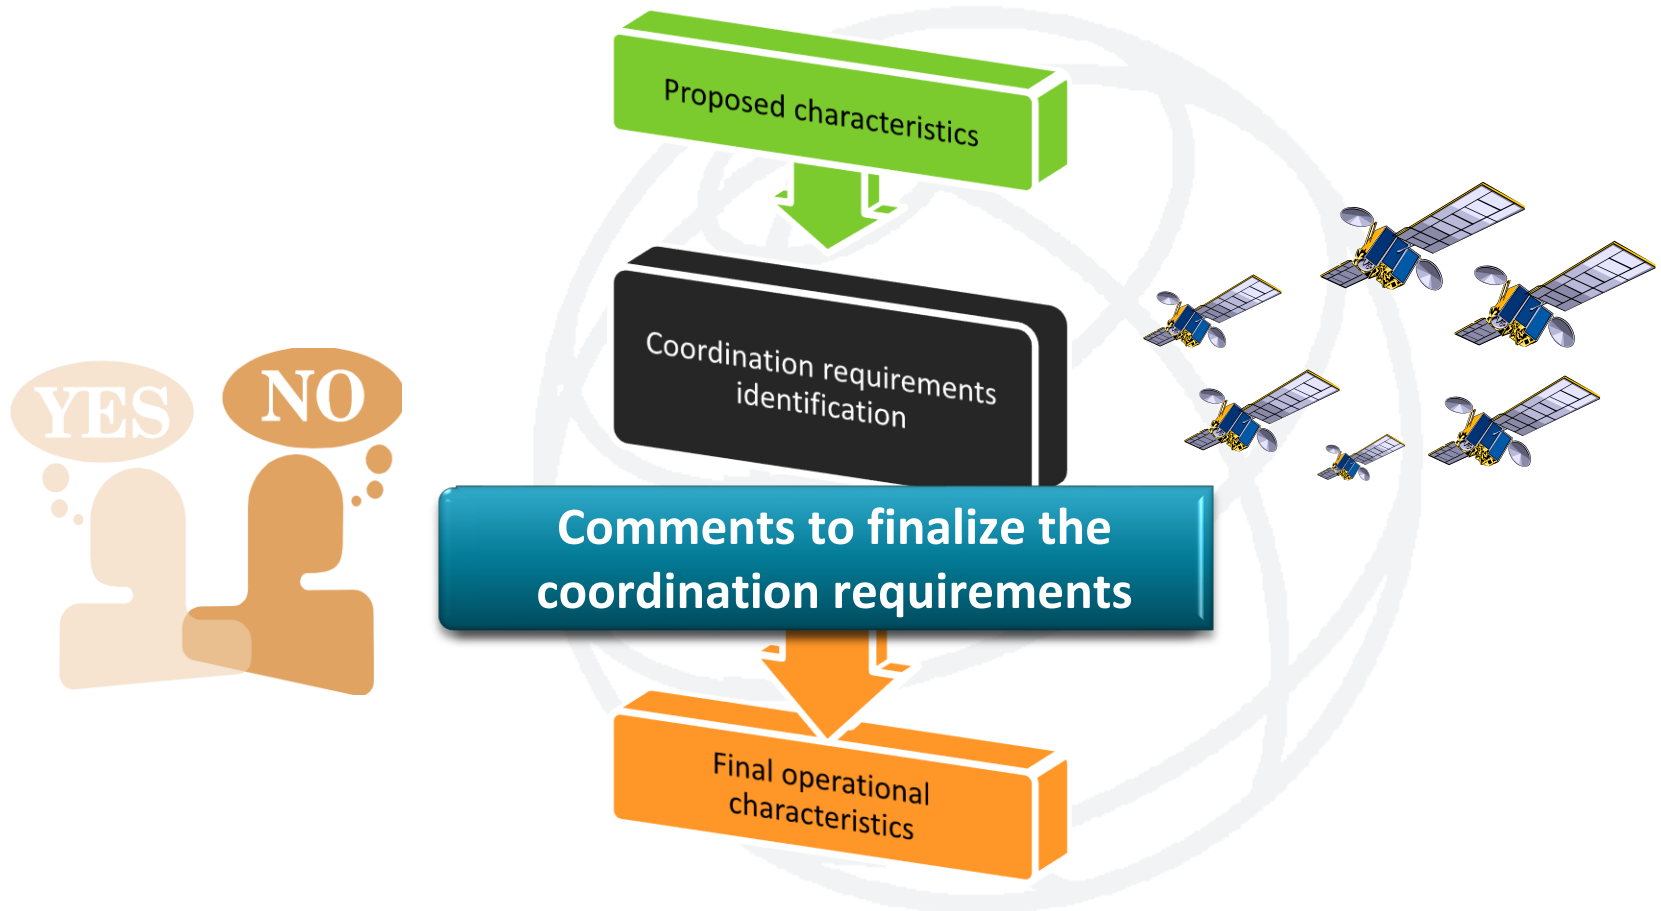 Proposed characteristics
Coordination requirements
identification
YES
NO
Comments to finalize the
coordination requirements
Final operational
characteristics